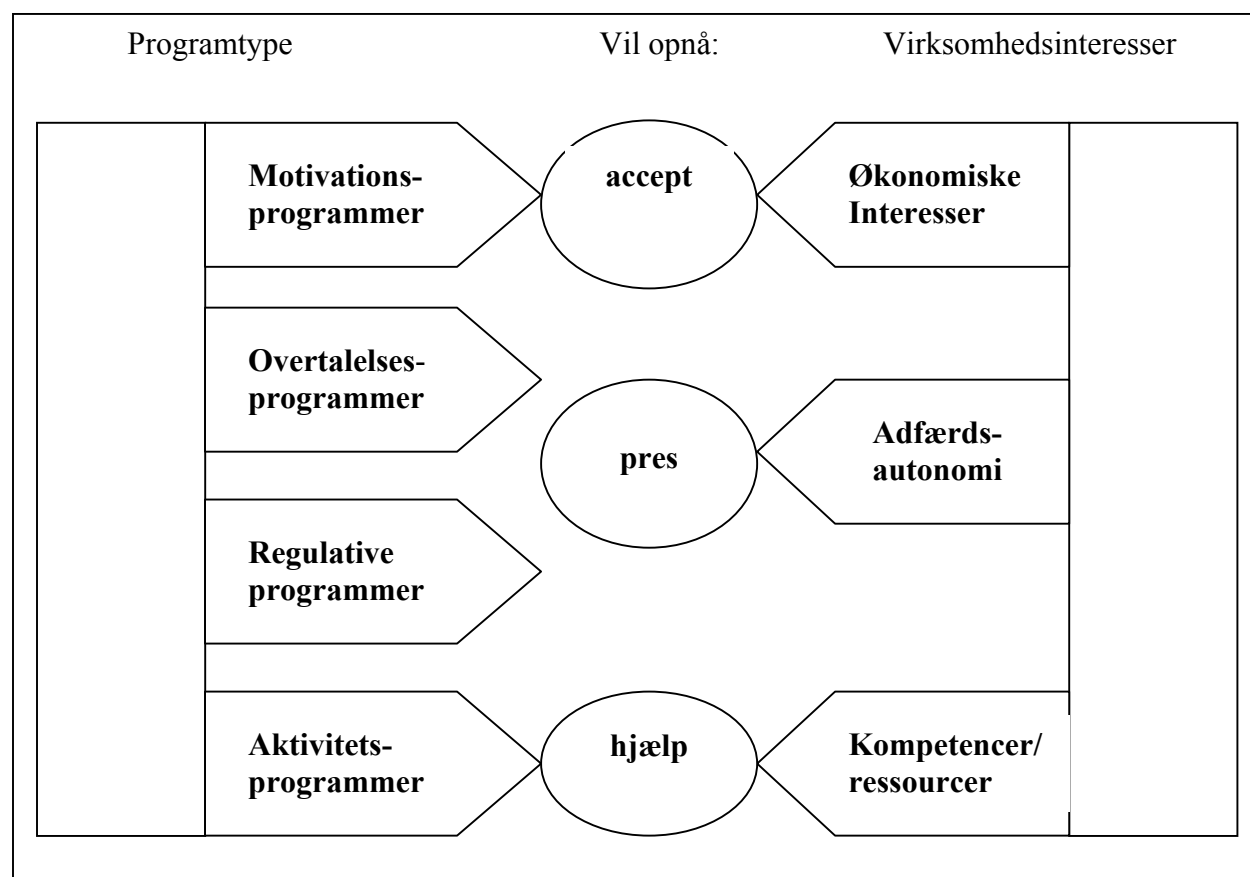 Programtype Vil opnå: Virksomhedsinteresser
Motivations-
programmer
accept
Økonomiske
Interesser
Overtalelses-
programmer
pres
Adfærds-
autonomi
Regulative
programmer
Aktivitets-
programmer
hjælp
Kompetencer/
ressourcer